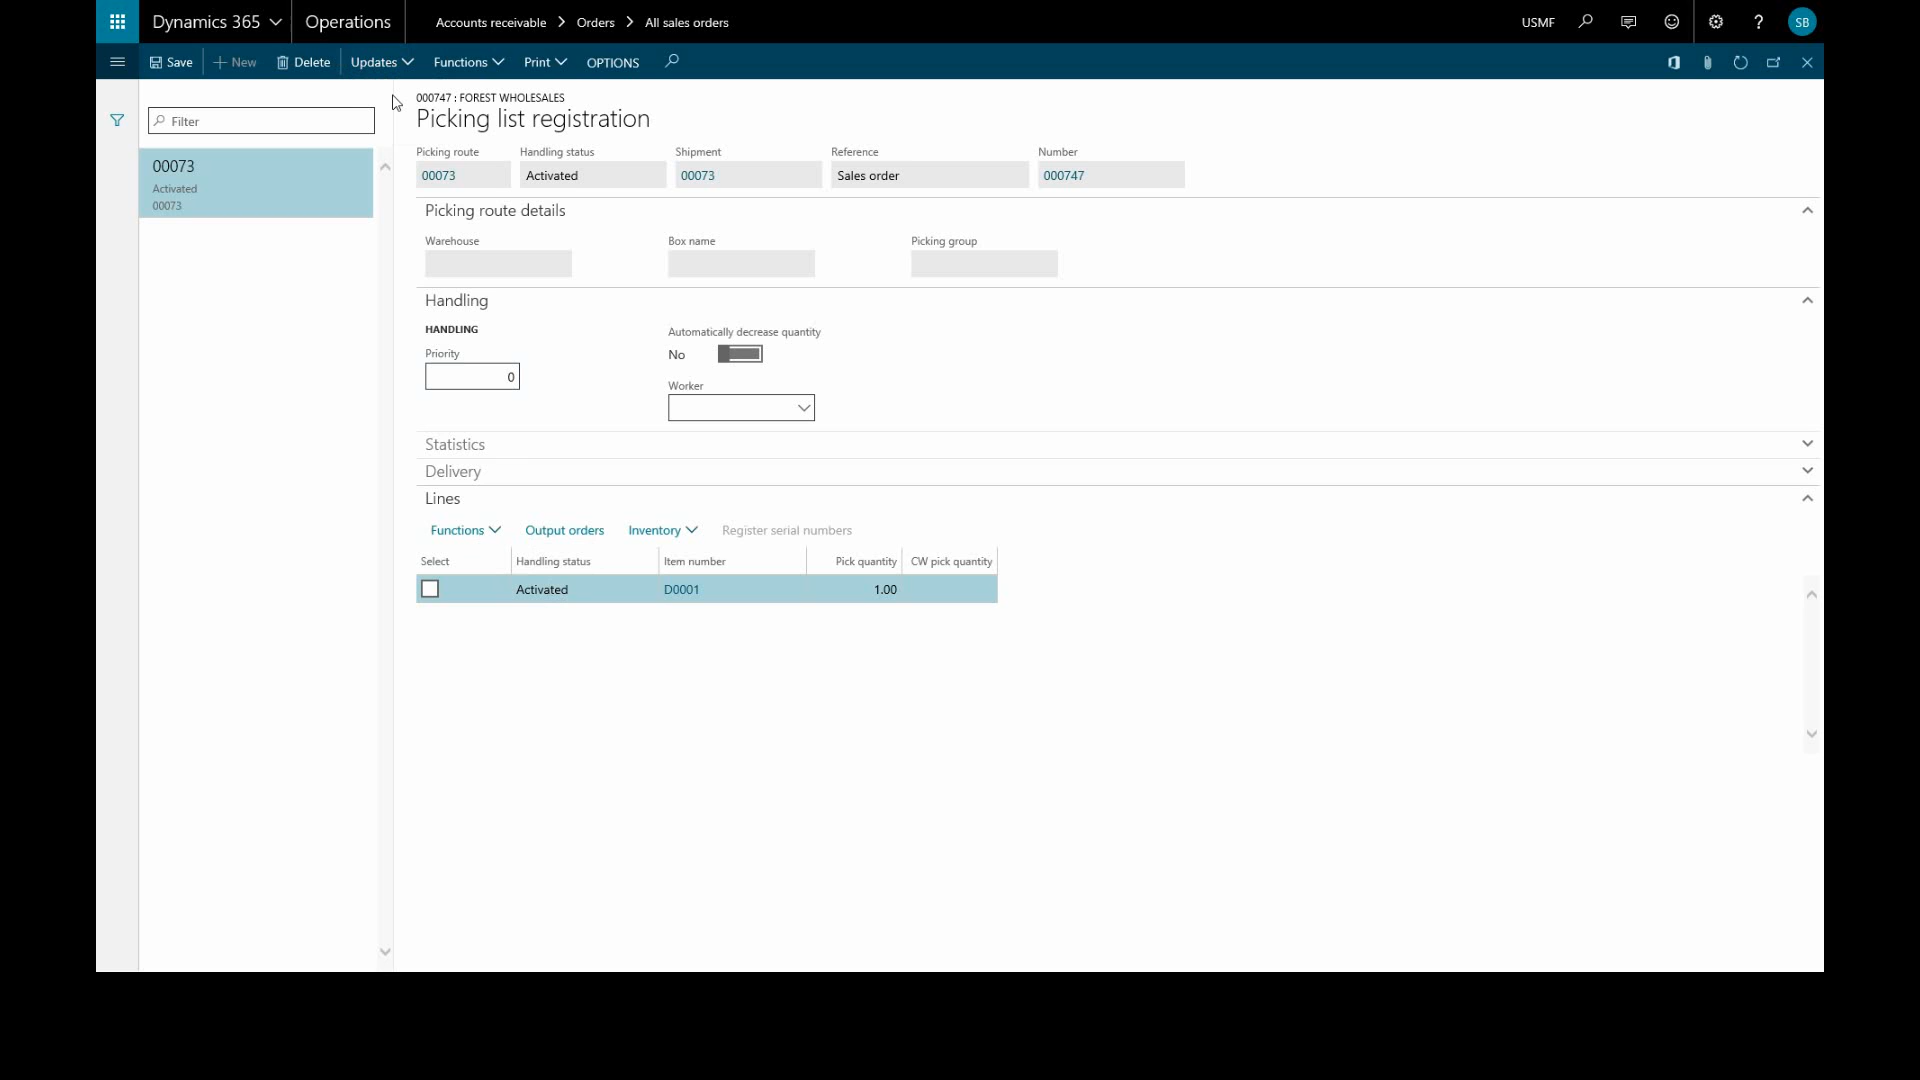 Dynamics 365 Operations Accounts receivable Orders All sales orders USMF ? SB
Save New Delete Updates Functions Print OPTIONS
Filter
00073
Activated
00073
000747 : FOREST WHOLESALES
Picking list registration
Picking route Handling status Shipment Reference Number
00073 Activated 00073 Sales order 000747
Picking route details
Warehouse Box name Picking group
Handling
HANDLING
Priority
0
Automatically decrease quantity
No
Worker
Statistics
Delivery
Lines
Functions Output orders Inventory Register serial numbers
Select Handling status Item number Pick quantity CW pick quantity
Activated D0001 1.00